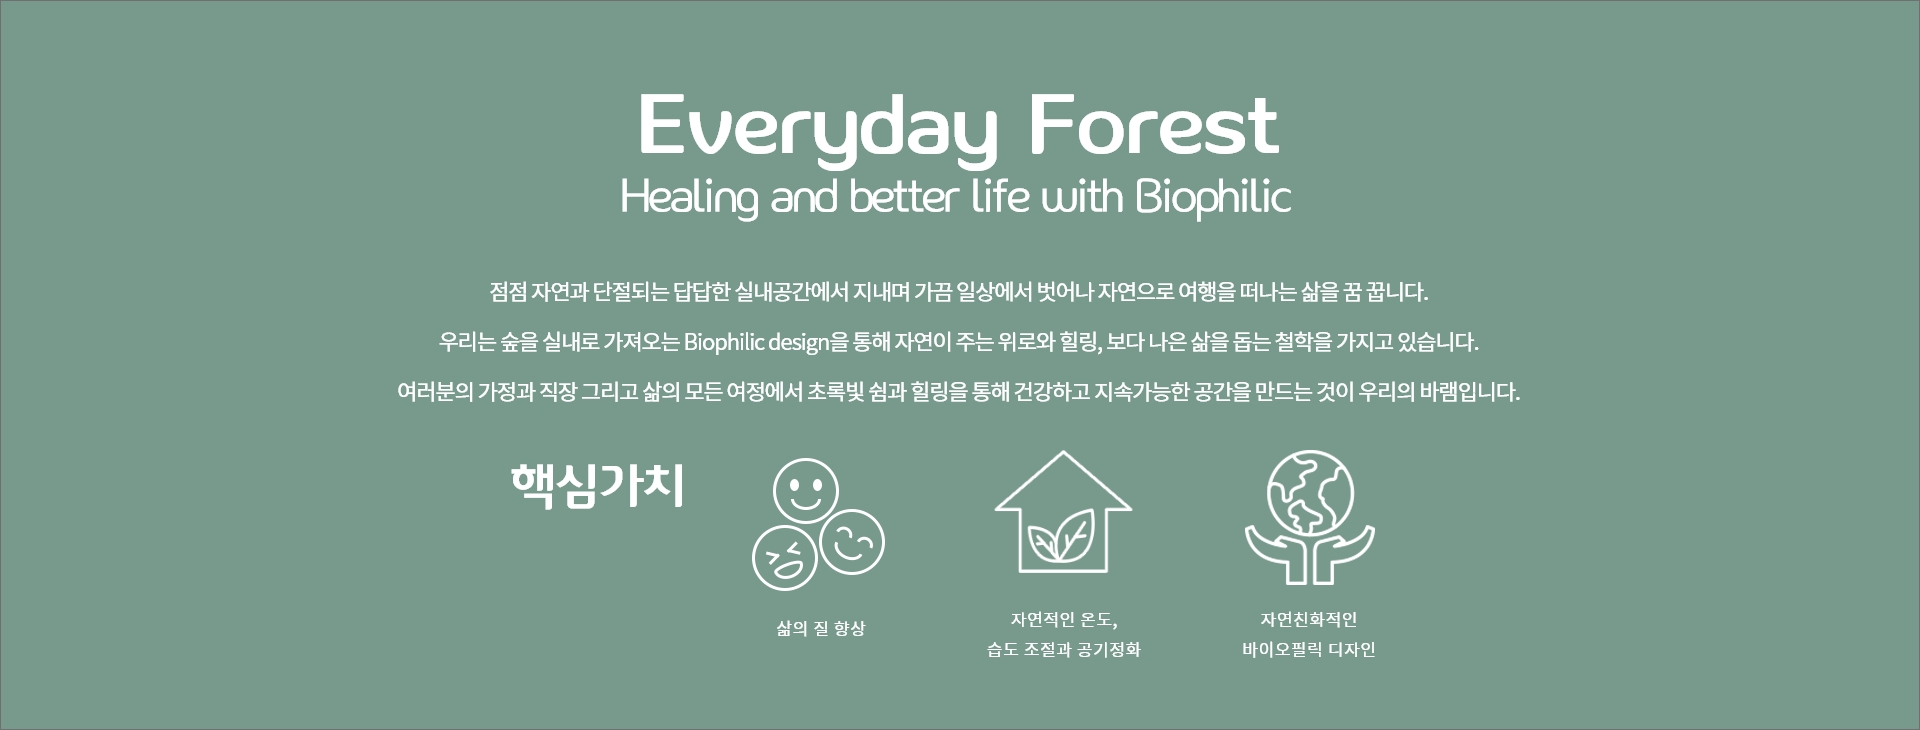 Everyday Forest
Healing and better life with Biophilic
점점 자연과 단절되는 답답한 실내공간에서 지내며 가끔 일상에서 벗어나 자연으로 여행을 떠나는 삶을 꿈 꿉니다.
우리는 숲을 실내로 가져오는 Biophilic design을 통해 자연이 주는 위로와 힐링, 보다 나은 삶을 돕는 철학을 가지고 있습니다.
여러분의 가정과 직장 그리고 삶의 모든 여정에서 초록빛 쉼과 힐링을 통해 건강하고 지속가능한 공간을 만드는 것이 우리의 바램입니다.
핵심가치
삶의 질 향상
자연적인 온도,
습도 조절과 공기정화
자연친화적인
바이오필릭 디자인